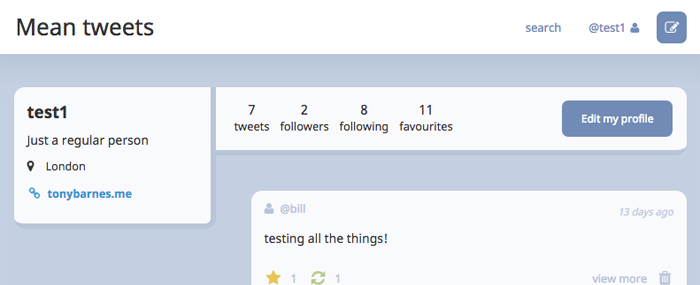 Mean tweets
search @test1
test1
Just a regular person
London
tonybarnes.me
7 2 8 11
tweets followers following favourites
Edit my profile
@bill 13 days ago
testing all the things!
1 1 view more